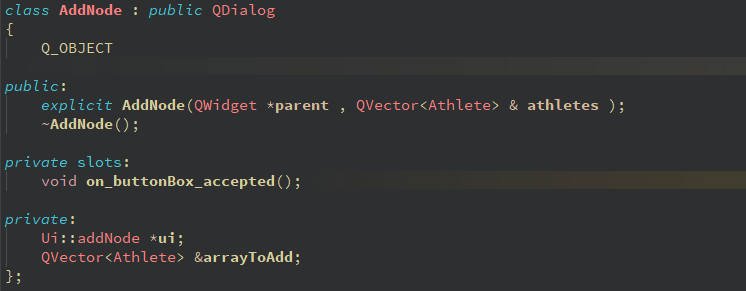 class AddNode : public QDialog
{
    Q_OBJECT

public:
    explicit AddNode(QWidget *parent , QVector<Athlete> & athletes );
    ~AddNode();

private slots:
    void on_buttonBox_accepted();

private:
    Ui::addNode *ui;
    QVector<Athlete> &arrayToAdd;
};